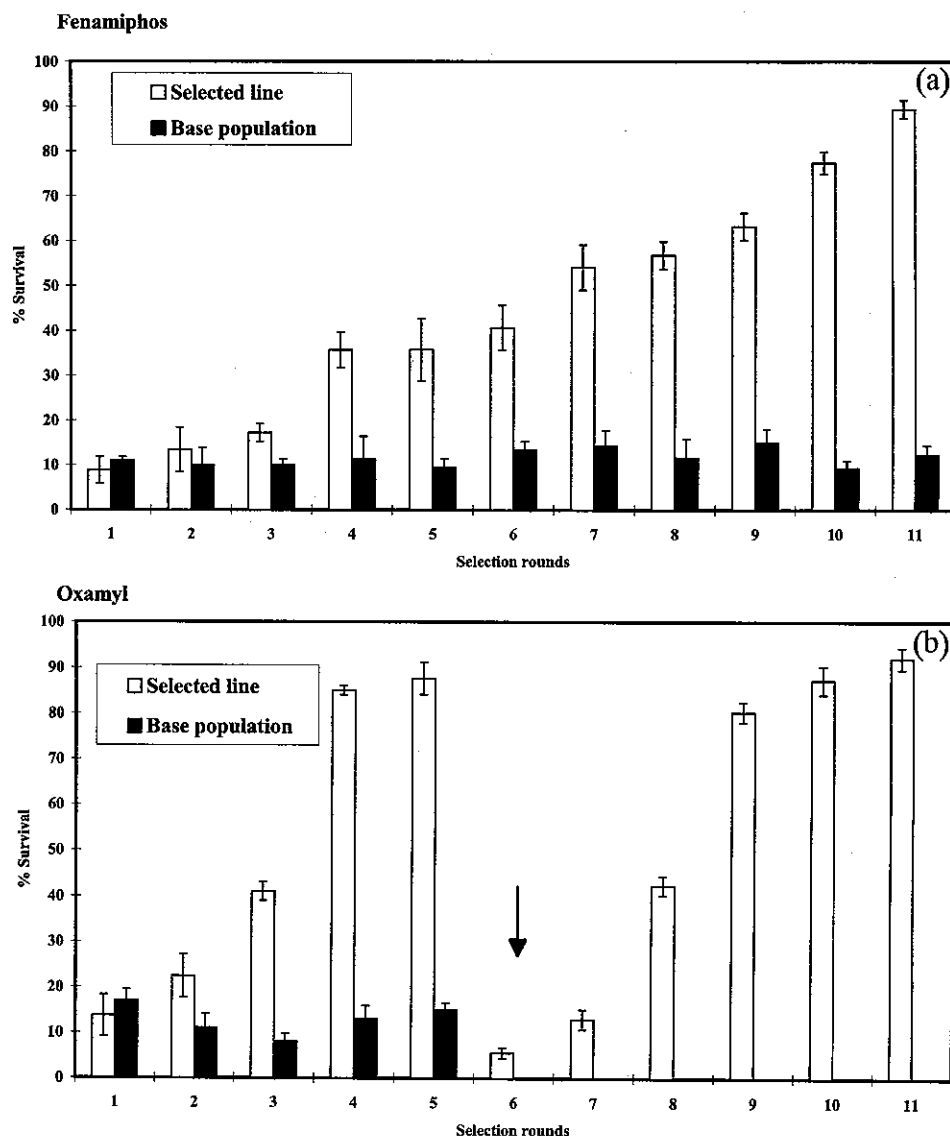 Fenamiphos
(a)
Selected line
Base population
100
90
80
70
60
50
40
30
20
10
0
% Survival
1 2 3 4 5 6 7 8 9 10 11
Selection rounds
Oxamyl
(b)
Selected line
Base population
100
90
80
70
60
50
40
30
20
10
0
% Survival
1 2 3 4 5 6 7 8 9 10 11
Selection rounds